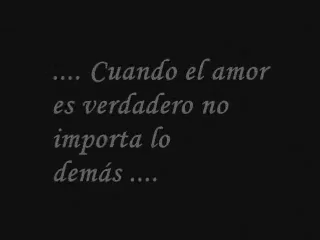 .... Cuando el amor
es verdadero no
importa lo
demás ....